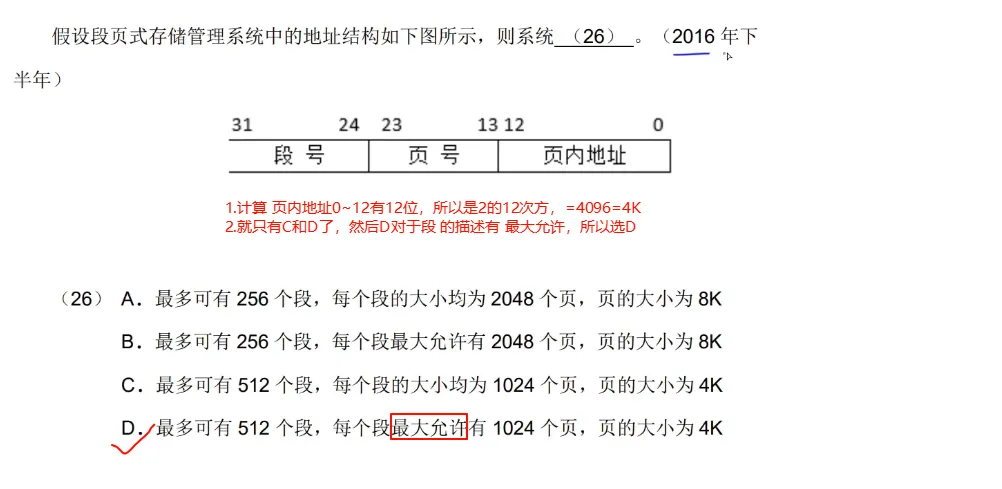 假设段页式存储管理系统中的地址结构如下图所示，则系统 （26） 。（2016 年下
半年）
31 24 23 13 12 0
段 号 页 号 页内地址
1.计算 页内地址0~12有12位，所以是2的12次方，=4096=4K
2.就只有C和D了，然后D对于段 的描述有 最大允许，所以选D
（26） A．最多可有 256 个段，每个段的大小均为 2048 个页，页的大小为 8K
B．最多可有 256 个段，每个段最大允许有 2048 个页，页的大小为 8K
C．最多可有 512 个段，每个段的大小均为 1024 个页，页的大小为 4K
D．最多可有 512 个段，每个段最大允许有 1024 个页，页的大小为 4K